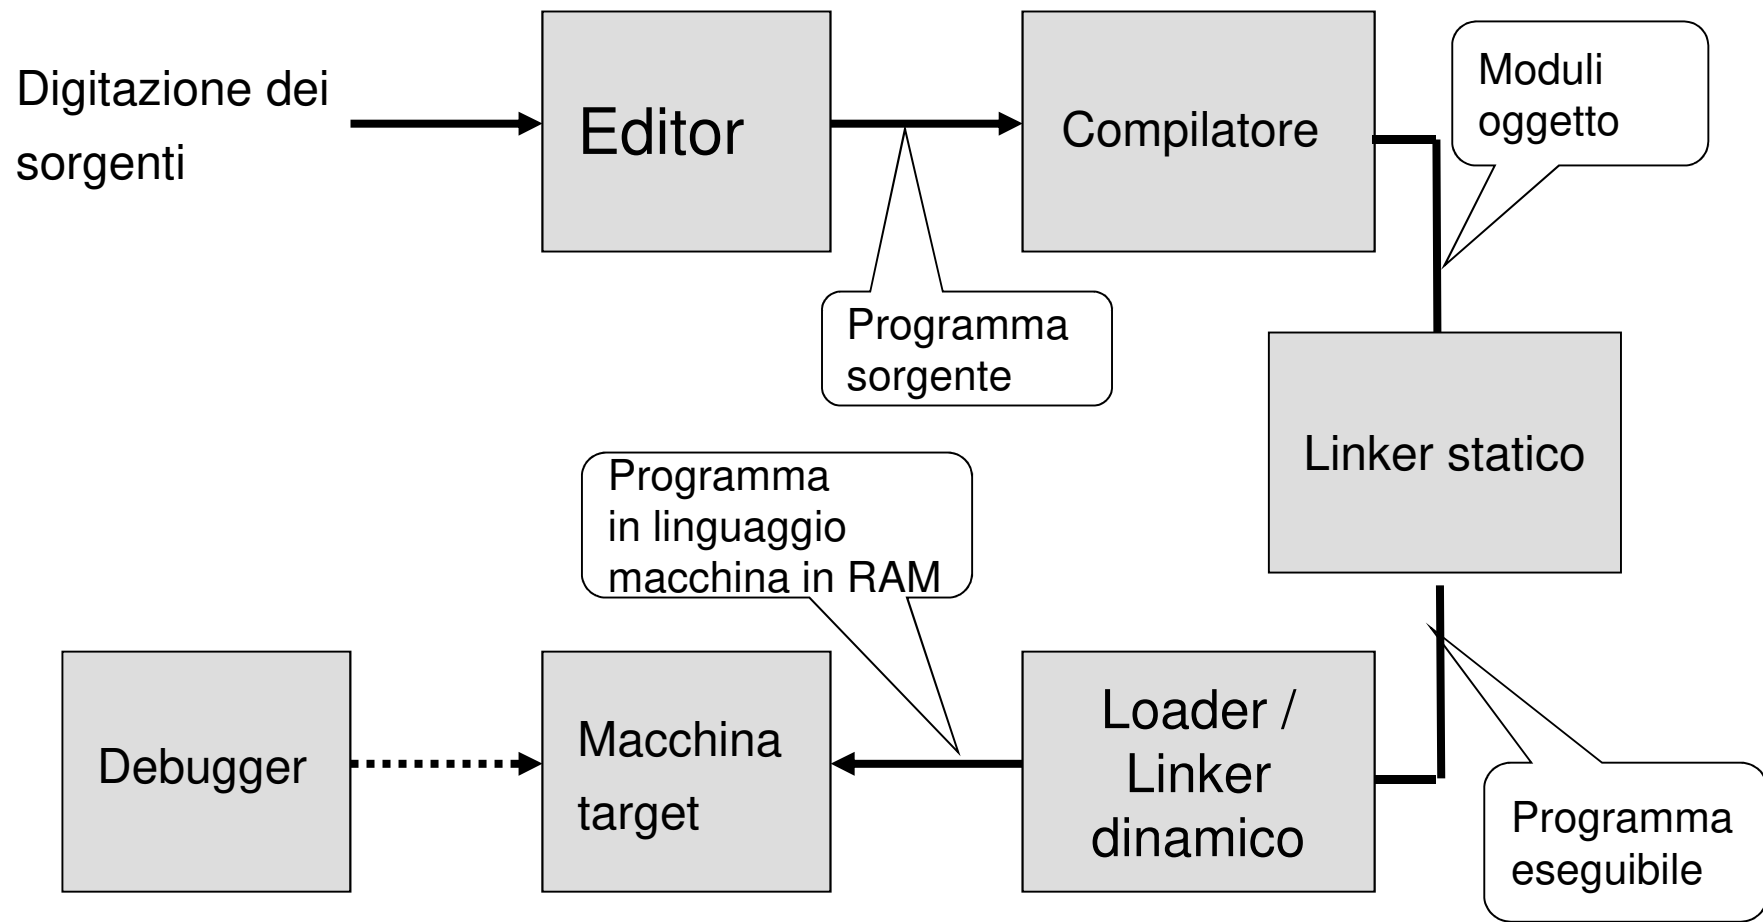 Digitazione dei
sorgenti
Editor
Compilatore
Moduli
oggetto
Programma
sorgente
Linker statico
Programma
in linguaggio
macchina in RAM
Debugger
Macchina
target
Loader /
Linker
dinamico
Programma
eseguibile